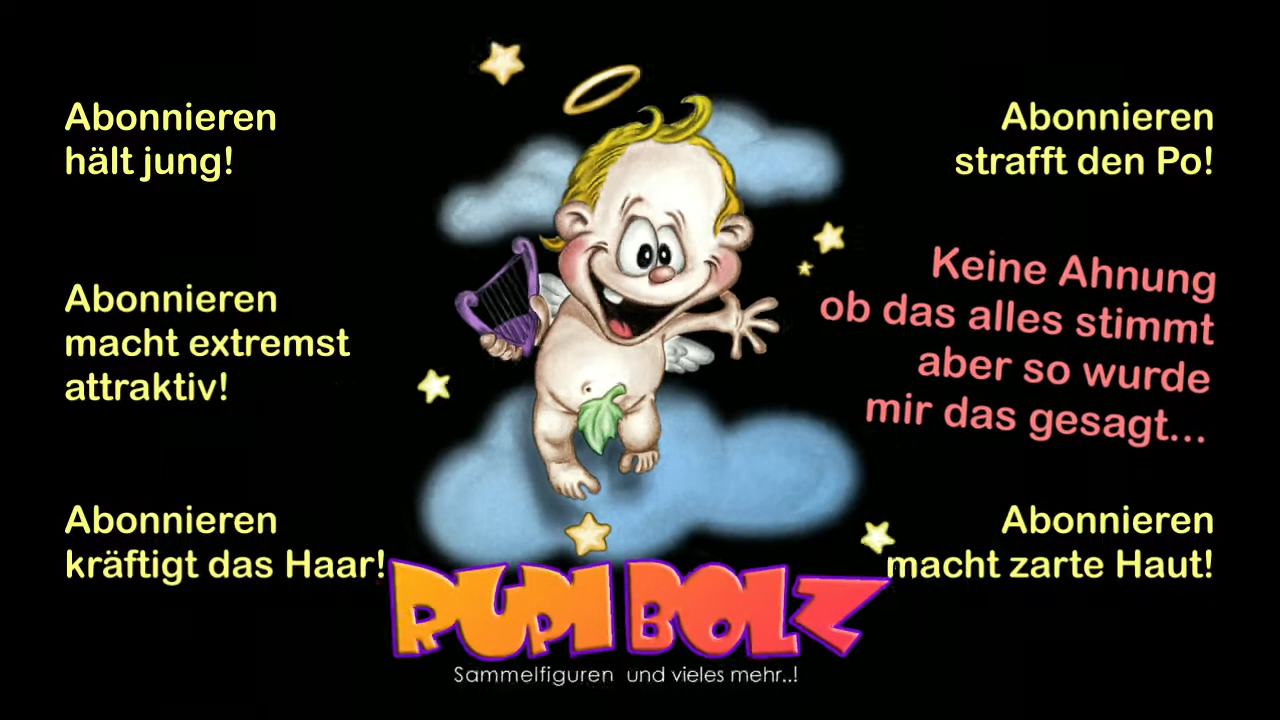 Abonnieren
hält jung!
Abonnieren
macht extremst
attraktiv!
Abonnieren
kräftigt das Haar!
Abonnieren
strafft den Po!
Keine Ahnung
ob das alles stimmt
aber so wurde
mir das gesagt...
Abonnieren
macht zarte Haut!
RUPI BOLZ
Sammelfiguren und vieles mehr..!